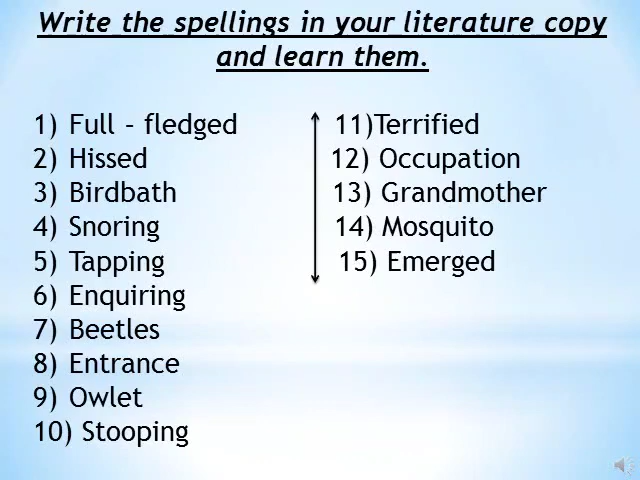 Write the spellings in your literature copy
and learn them.
1) Full – fledged
2) Hissed
3) Birdbath
4) Snoring
5) Tapping
6) Enquiring
7) Beetles
8) Entrance
9) Owlet
10) Stooping
11)Terrified
12) Occupation
13) Grandmother
14) Mosquito
15) Emerged